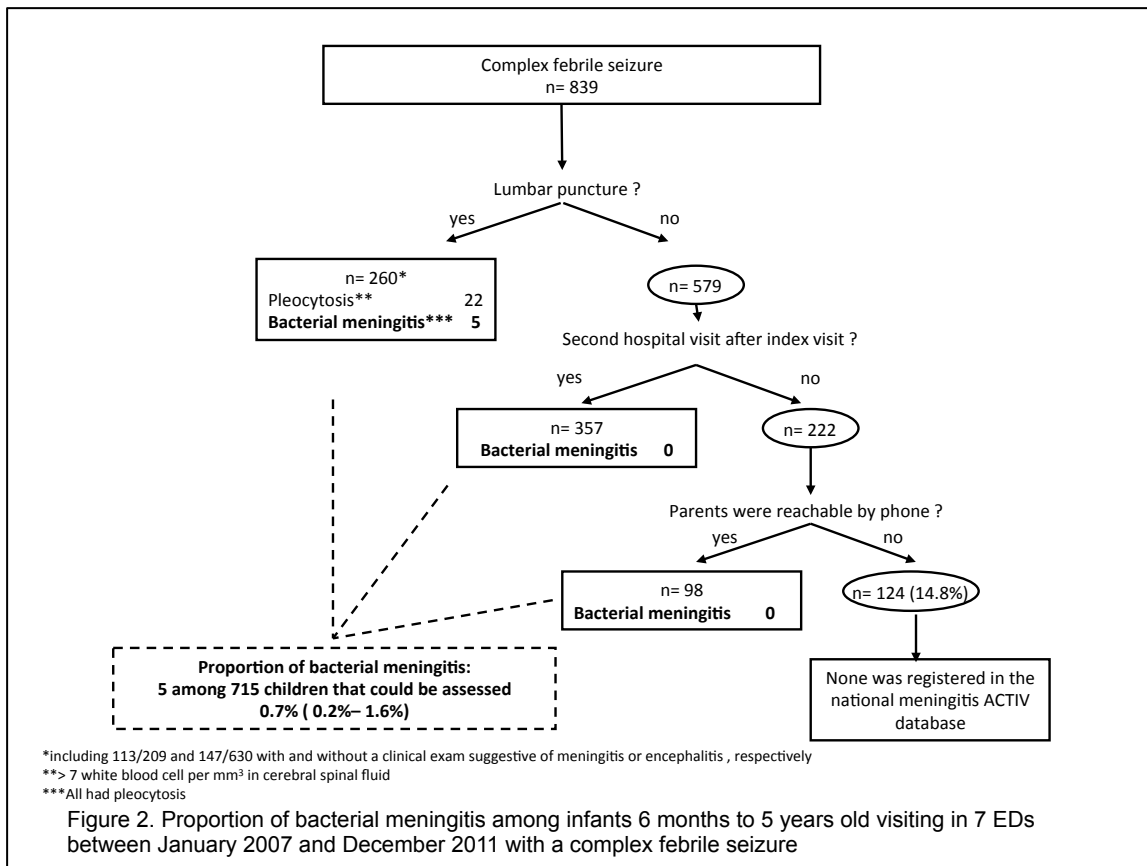 Complex febrile seizure
n= 839
Lumbar puncture ?
yes
no
n= 260*
Pleocytosis** 22
Bacterial meningitis*** 5
n= 579
Second hospital visit after index visit ?
yes
no
n= 357
Bacterial meningitis 0
n= 222
Parents were reachable by phone ?
yes
no
n= 98
Bacterial meningitis 0
n= 124 (14.8%)
Proportion of bacterial meningitis:
5 among 715 children that could be assessed
0.7% ( 0.2%– 1.6%)
None was registered in the
national meningitis ACTIV
database
*including 113/209 and 147/630 with and without a clinical exam suggestive of meningitis or encephalitis , respectively
**> 7 white blood cell per mm³ in cerebral spinal fluid
***All had pleocytosis
Figure 2. Proportion of bacterial meningitis among infants 6 months to 5 years old visiting in 7 EDs
between January 2007 and December 2011 with a complex febrile seizure